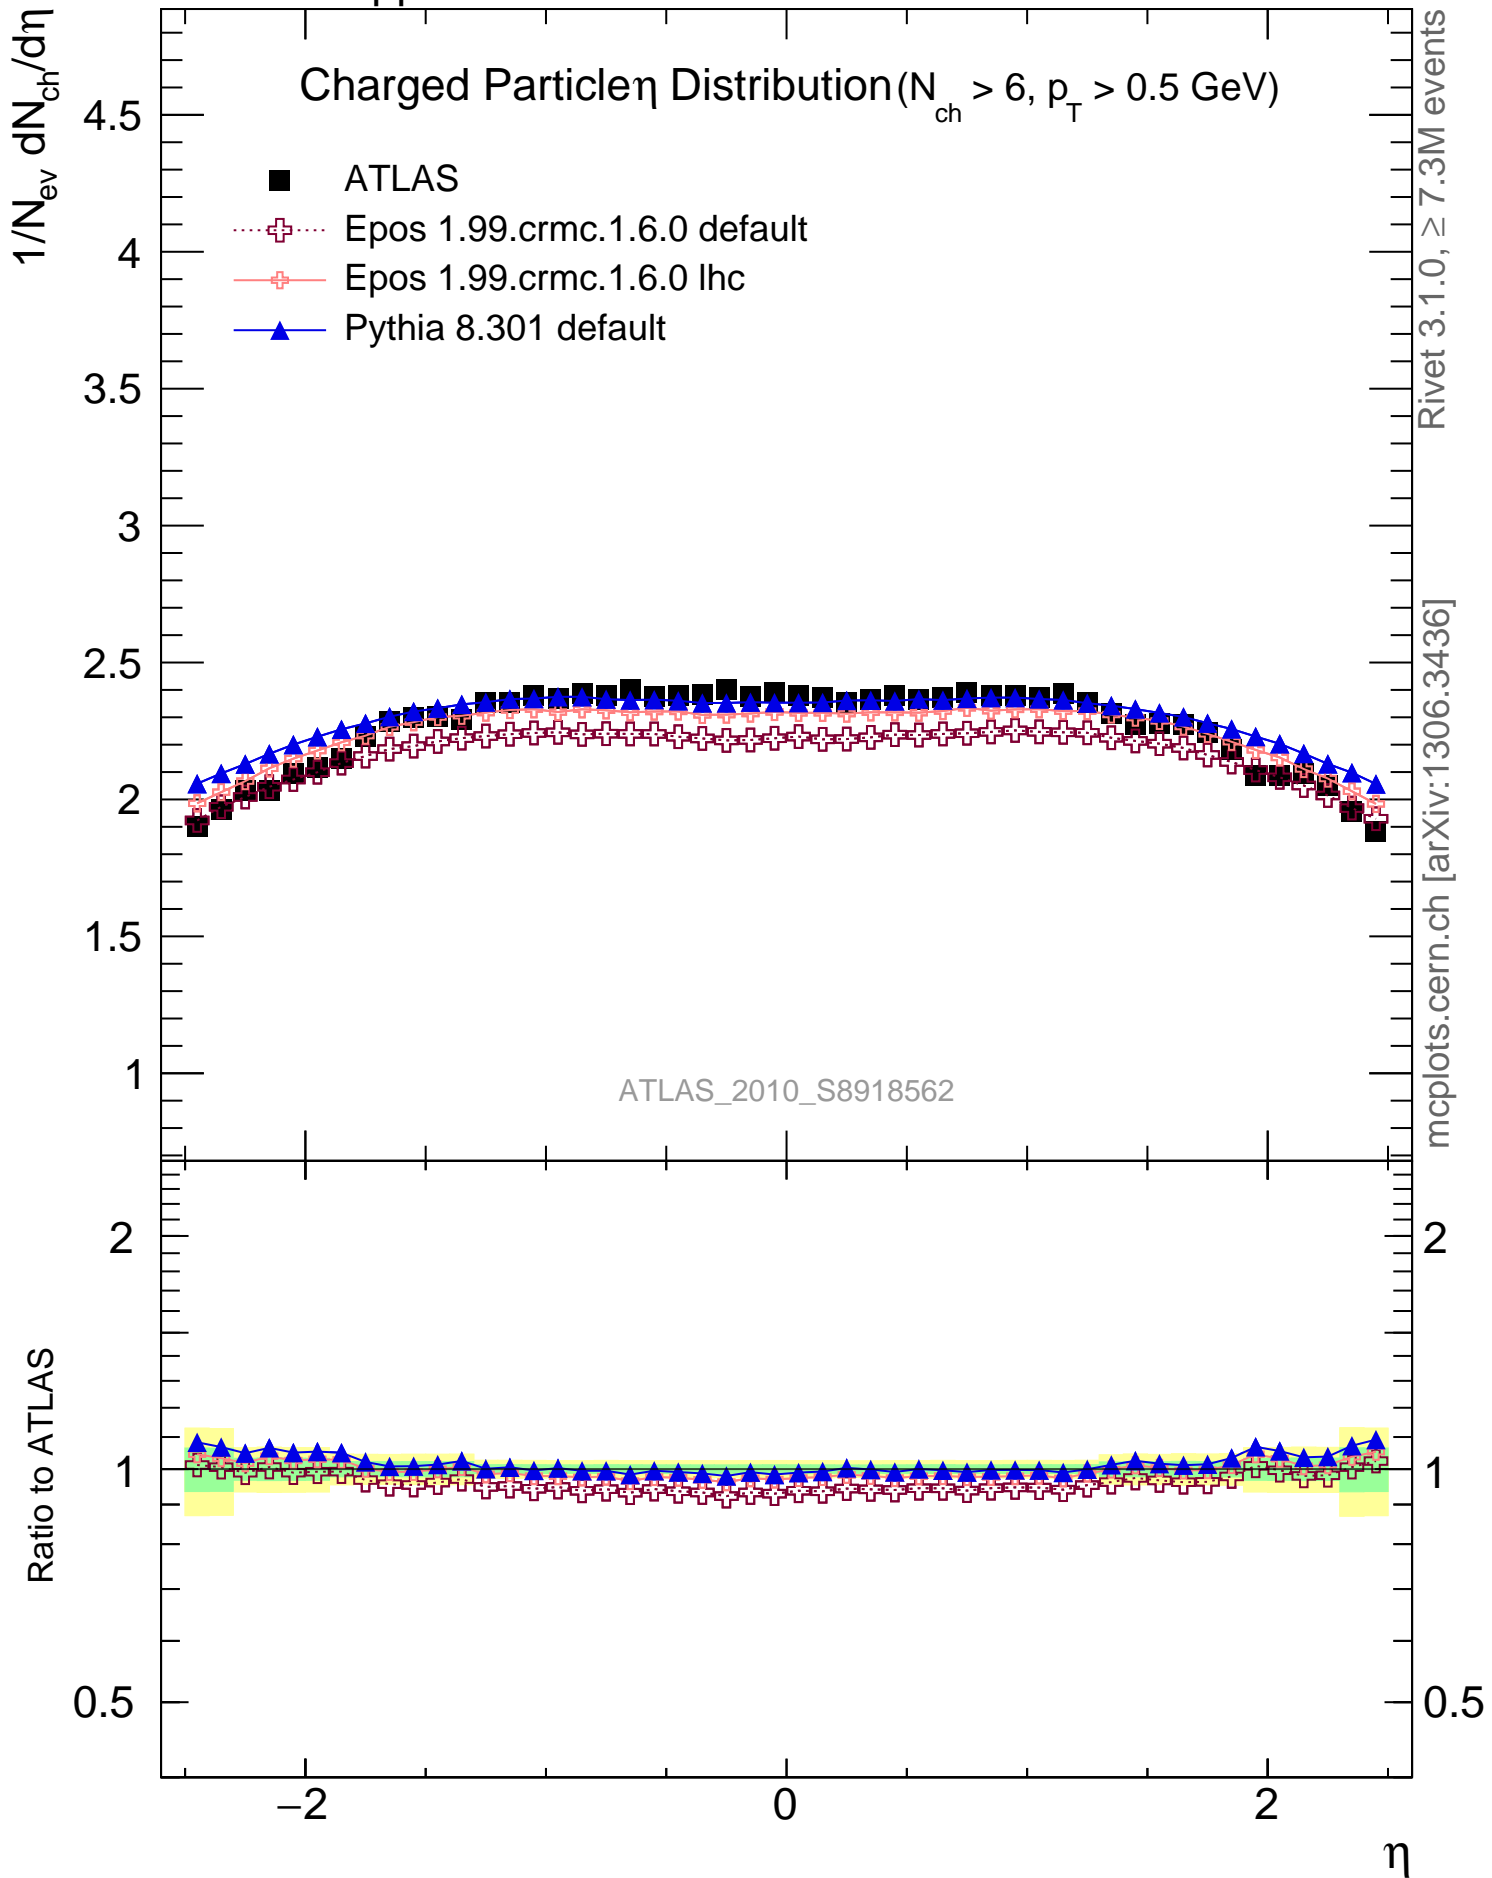 pp
1/N_ev dN_ch/dη
Charged Particleη Distribution(N_ch > 6, p_T > 0.5 GeV)
ATLAS
Epos 1.99.crmc.1.6.0 default
Epos 1.99.crmc.1.6.0 lhc
Pythia 8.301 default
4.5
4
3.5
3
2.5
2
1.5
1
ATLAS_2010_S8918562
Rivet 3.1.0, ≥ 7.3M events
mcplots.cern.ch [arXiv:1306.3436]
Ratio to ATLAS
2
2
1
1
0.5
0.5
−2
0
2
η